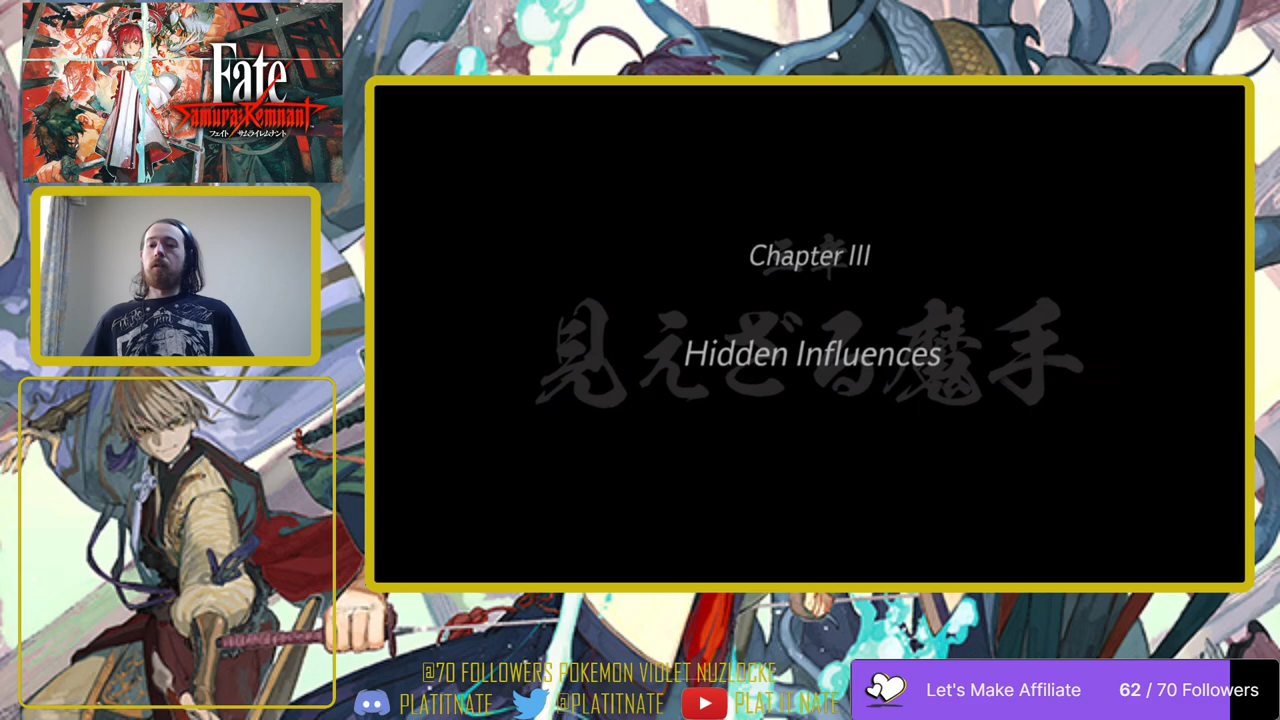 Fate
Samurai Remnant
フェイト サムライレムナント
Chapter III
三章
見えざる魔手
Hidden Influences
@70 FOLLOWERS POKEMON VIOLET NUZLOCKE
PLATITNATE @PLATITNATE PLAT IT NATE
Let's Make Affiliate 62 / 70 Followers